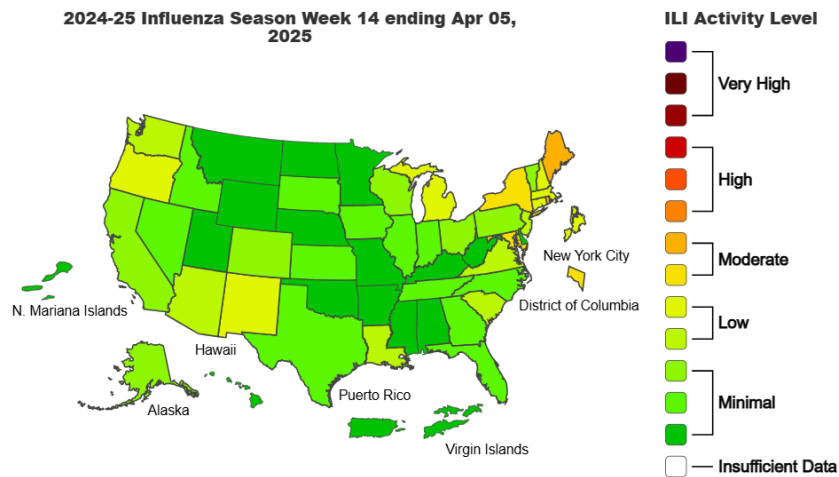 2024-25 Influenza Season Week 14 ending Apr 05,
2025
ILI Activity Level
Very High
High
Moderate
Low
Minimal
Insufficient Data
New York City
District of Columbia
N. Mariana Islands
Hawaii
Alaska
Puerto Rico
Virgin Islands